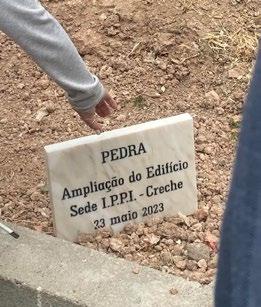 PEDRA
Ampliação do Edifício
Sede I.P.P.I. - Creche
23 maio 2023